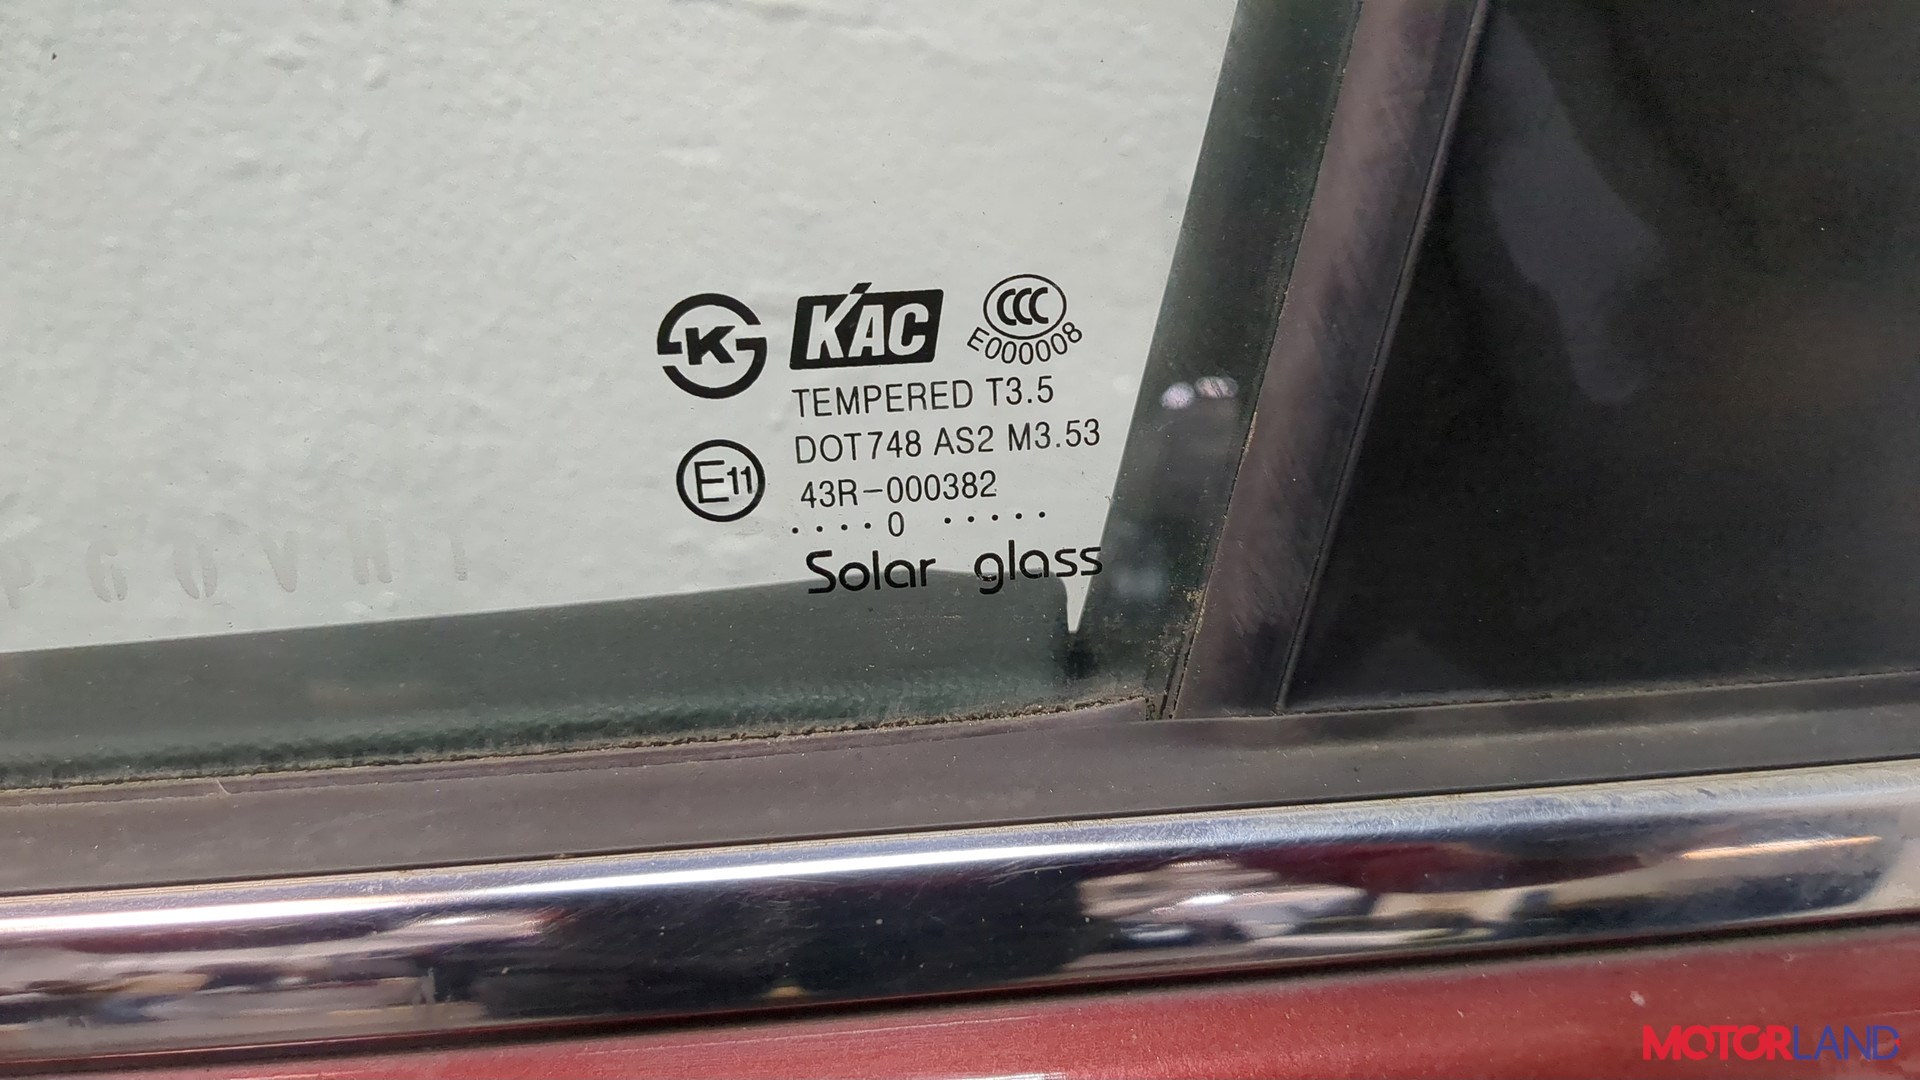 K KAC CCC
E000008
TEMPERED T3.5
DOT748 AS2 M3.53
E11 43R-000382
....0 .....
Solar glass
MOTORLAND